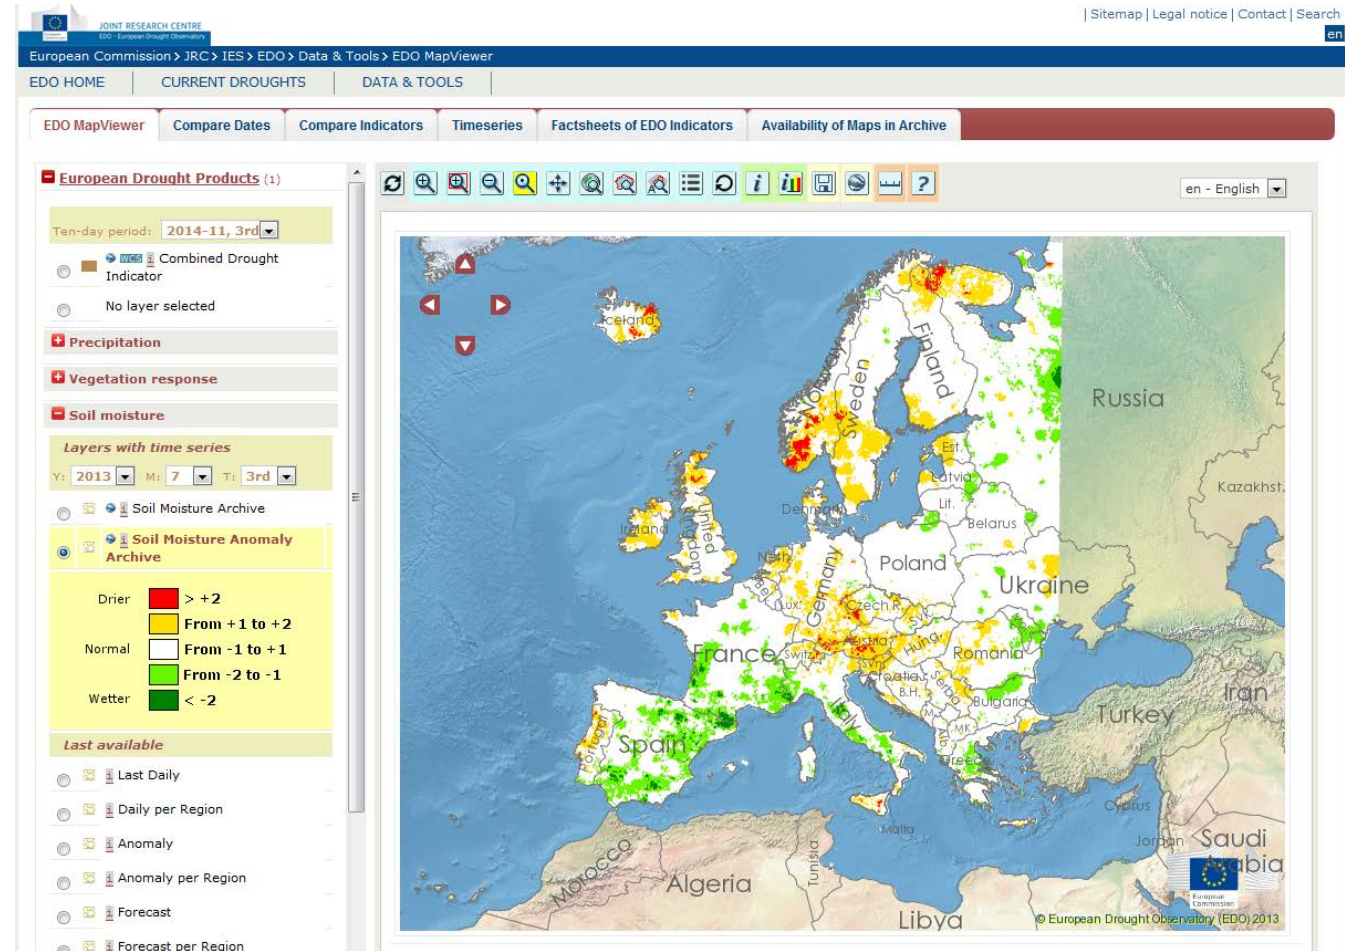 | Sitemap | Legal notice | Contact | Search
JOINT RESEARCH CENTRE
EDO - European Drought Observatory
en
European Commission > JRC > IES > EDO > Data & Tools > EDO MapViewer
EDO HOME
CURRENT DROUGHTS
DATA & TOOLS
EDO MapViewer
Compare Dates
Compare Indicators
Timeseries
Factsheets of EDO Indicators
Availability of Maps in Archive
European Drought Products (1)
Ten-day period: 2014-11, 3rd
WCS i Combined Drought
Indicator
No layer selected
Precipitation
Vegetation response
Soil moisture
Layers with time series
Y: 2013 M: 7 T: 3rd
i Soil Moisture Archive
i Soil Moisture Anomaly
Archive
Drier > +2
From +1 to +2
Normal From -1 to +1
From -2 to -1
Wetter < -2
Last available
i Last Daily
i Daily per Region
i Anomaly
i Anomaly per Region
i Forecast
i Forecast per Region
i
i
?
en - English
Iceland
Norway
Sweden
Finland
Russia
Est.
Latvia
Lit.
Kazakhst.
Denmark
Belarus
Ireland
United
Kingdom
Neth.
Bel.
Lux.
Germany
Poland
Ukraine
Czech R.
Austria
Hung.
France
Switz.
Svn.
Romania
Croatia
B.H.
Serbia
Bulgaria
Italy
MK
Iran
Turkey
Portugal
Spain
Greece
Cyprus
Malta
Jordan
Saudi
Arabia
Morocco
Algeria
Tunisia
Libya
European
Commission
© European Drought Observatory (EDO) 2013